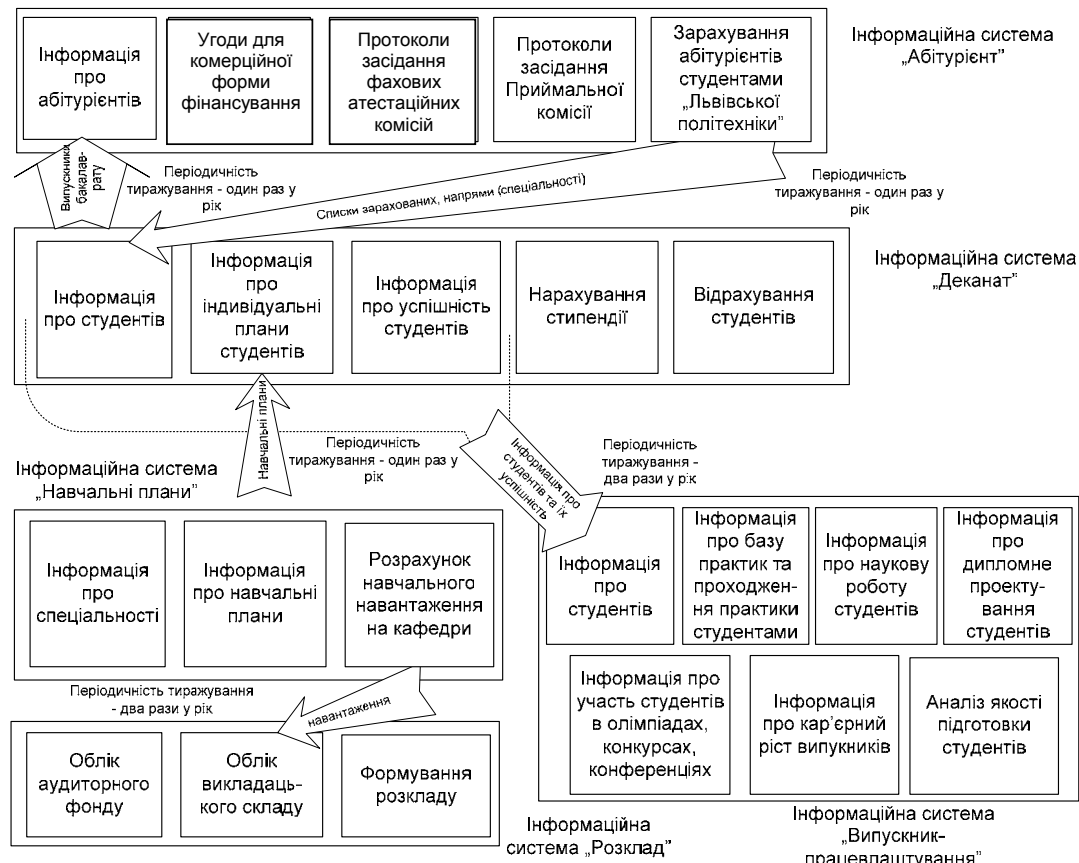 Інформація
про
абітурієнтів
Угоди для
комерційної
форми
фінансування
Протоколи
засідання
фахових
атестаційних
комісій
Протоколи
засідання
Приймальної
комісії
Зарахування
абітурієнтів
студентами
„Львівської
політехніки”
Інформаційна система
„Абітурієнт”
Випускники
бакалав-
рату
Періодичність
тиражування - один раз у
рік
Списки зарахованих, напрями (спеціальності)
Періодичність
тиражування - один раз у
рік
Інформація
про студентів
Інформація
про
індивідуальні
плани
студентів
Інформація
про успішність
студентів
Нарахування
стипендії
Відрахування
студентів
Інформаційна система
„Деканат”
Навчальні плани
Періодичність
тиражування - один раз у
рік
Інформація про
студентів та їх
успішність
Періодичність
тиражування -
два рази у рік
Інформаційна система
„Навчальні плани”
Інформація
про
спеціальності
Інформація
про навчальні
плани
Розрахунок
навчального
навантаження
на кафедри
Інформація
про
студентів
Інформація
про базу
практик та
проходжен-
ня практики
студентами
Інформація
про наукову
роботу
студентів
Інформація
про
дипломне
проекту-
вання
студентів
Періодичність тиражування
- два рази у рік
навантаження
Інформація про
участь студентів
в олімпіадах,
конкурсах,
конференціях
Інформація
про кар’єрний
ріст випукників
Аналіз якості
підготовки
студентів
Облік
аудиторного
фонду
Облік
викладаць-
кого складу
Формування
розкладу
Інформаційна
система „Розклад”
Інформаційна система
„Випускник-
працевлаштування”